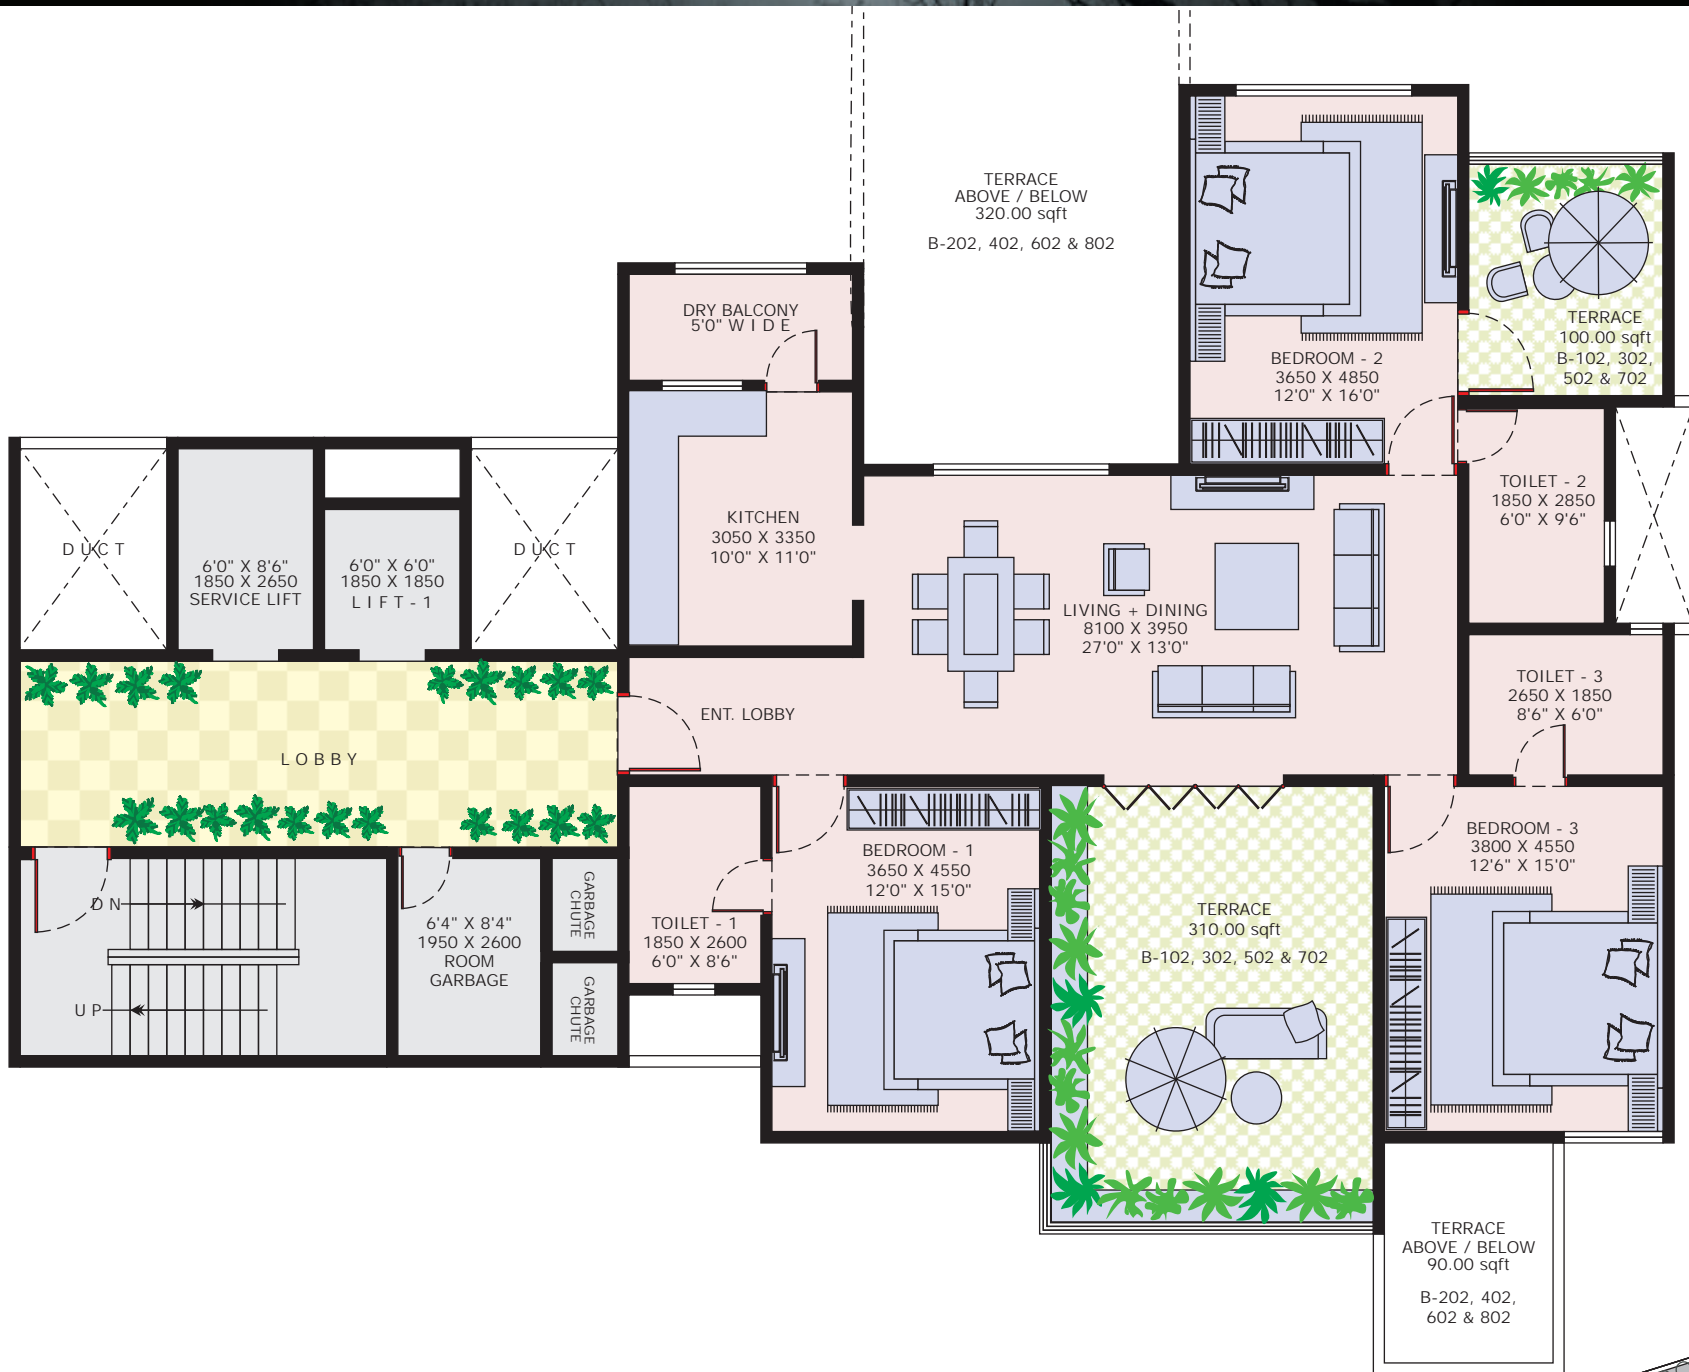 TERRACE
ABOVE / BELOW
320.00 sqft
B-202, 402, 602 & 802
DRY BALCONY
5'0" W I D E
BEDROOM - 2
3650 X 4850
12'0" X 16'0"
TERRACE
100.00 sqft
B-102, 302,
502 & 702
D U C T
6'0" X 8'6"
1850 X 2650
SERVICE LIFT
6'0" X 6'0"
1850 X 1850
L I F T - 1
D U C T
KITCHEN
3050 X 3350
10'0" X 11'0"
LIVING + DINING
8100 X 3950
27'0" X 13'0"
TOILET - 2
1850 X 2850
6'0" X 9'6"
TOILET - 3
2650 X 1850
8'6" X 6'0"
ENT. LOBBY
L O B B Y
BEDROOM - 1
3650 X 4550
12'0" X 15'0"
BEDROOM - 3
3800 X 4550
12'6" X 15'0"
DN
UP
6'4" X 8'4"
1950 X 2600
ROOM
GARBAGE
GARBAGE
CHUTE
GARBAGE
CHUTE
TOILET - 1
1850 X 2600
6'0" X 8'6"
TERRACE
310.00 sqft
B-102, 302, 502 & 702
TERRACE
ABOVE / BELOW
90.00 sqft
B-202, 402,
602 & 802